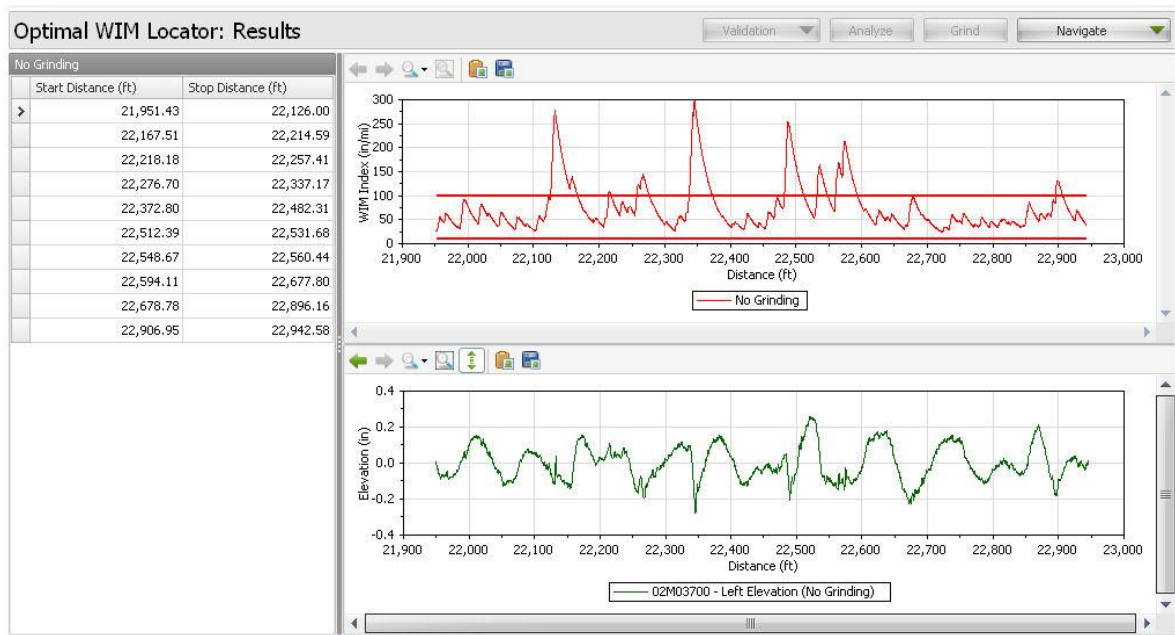 Optimal WIM Locator: Results
Validation
Analyze
Grind
Navigate
No Grinding
Start Distance (ft) Stop Distance (ft)
21,951.43 22,126.00
22,167.51 22,214.59
22,218.18 22,257.41
22,276.70 22,337.17
22,372.80 22,482.31
22,512.39 22,531.68
22,548.67 22,560.44
22,594.11 22,677.80
22,678.78 22,896.16
22,906.95 22,942.58
WIM Index (in/mi)
300
250
200
150
100
50
0
21,900 22,000 22,100 22,200 22,300 22,400 22,500 22,600 22,700 22,800 22,900 23,000
Distance (ft)
No Grinding
Elevation (in)
0.4
0.2
0.0
-0.2
-0.4
21,900 22,000 22,100 22,200 22,300 22,400 22,500 22,600 22,700 22,800 22,900 23,000
Distance (ft)
02M03700 - Left Elevation (No Grinding)